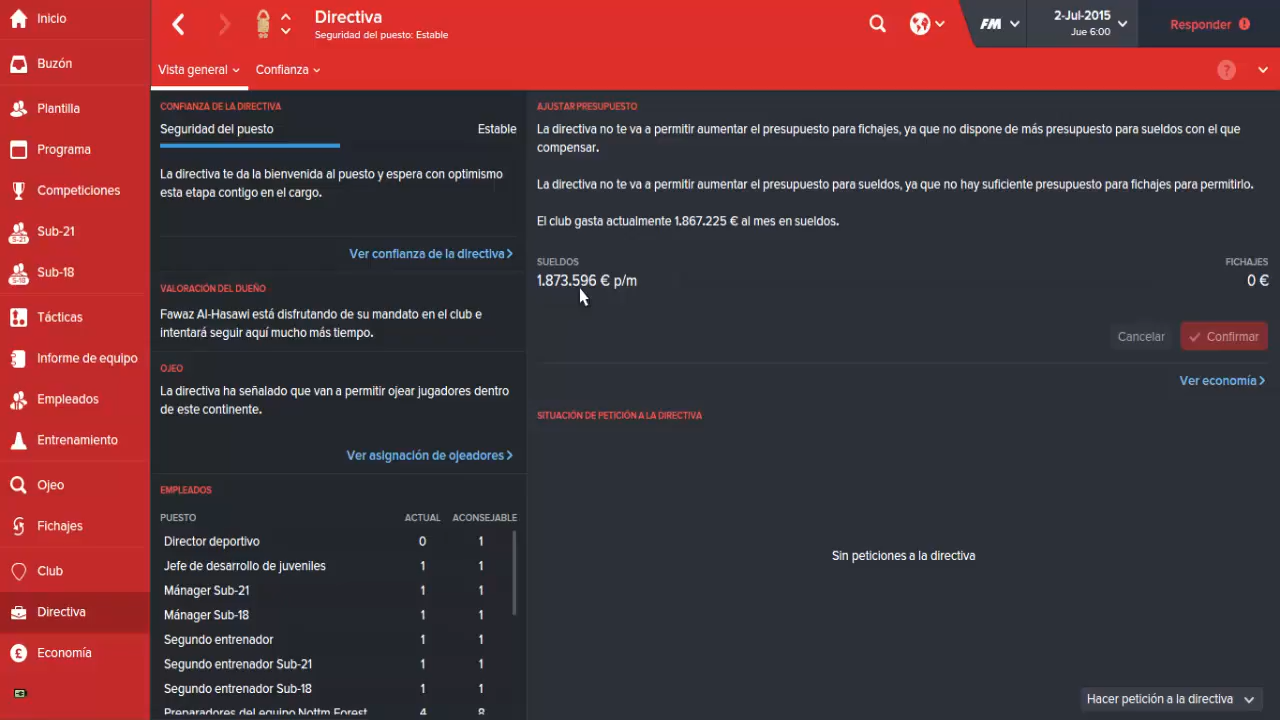 Inicio
Buzón
Plantilla
Programa
Competiciones
S-21
Sub-21
S-18
Sub-18
Tácticas
Informe de equipo
Empleados
Entrenamiento
Ojeo
Fichajes
Club
Directiva
Economía
Directiva
Seguridad del puesto: Estable
FM
2-Jul-2015
Jue 6:00
Responder
Vista general
Confianza
?
CONFIANZA DE LA DIRECTIVA
Seguridad del puesto Estable
La directiva te da la bienvenida al puesto y espera con optimismo
esta etapa contigo en el cargo.
Ver confianza de la directiva
VALORACIÓN DEL DUEÑO
Fawaz Al-Hasawi está disfrutando de su mandato en el club e
intentará seguir aquí mucho más tiempo.
OJEO
La directiva ha señalado que van a permitir ojear jugadores dentro
de este continente.
Ver asignación de ojeadores
EMPLEADOS
PUESTO ACTUAL ACONSEJABLE
Director deportivo 0 1
Jefe de desarrollo de juveniles 1 1
Mánager Sub-21 1 1
Mánager Sub-18 1 1
Segundo entrenador 1 1
Segundo entrenador Sub-21 1 1
Segundo entrenador Sub-18 1 1
Preparadores del equipo Nottm Forest 4 8
AJUSTAR PRESUPUESTO
La directiva no te va a permitir aumentar el presupuesto para fichajes, ya que no dispone de más presupuesto para sueldos con el que
compensar.
La directiva no te va a permitir aumentar el presupuesto para sueldos, ya que no hay suficiente presupuesto para fichajes para permitirlo.
El club gasta actualmente 1.867.225 € al mes en sueldos.
SUELDOS FICHAJES
1.873.596 € p/m 0 €
Cancelar Confirmar
Ver economía
SITUACIÓN DE PETICIÓN A LA DIRECTIVA
Sin peticiones a la directiva
Hacer petición a la directiva